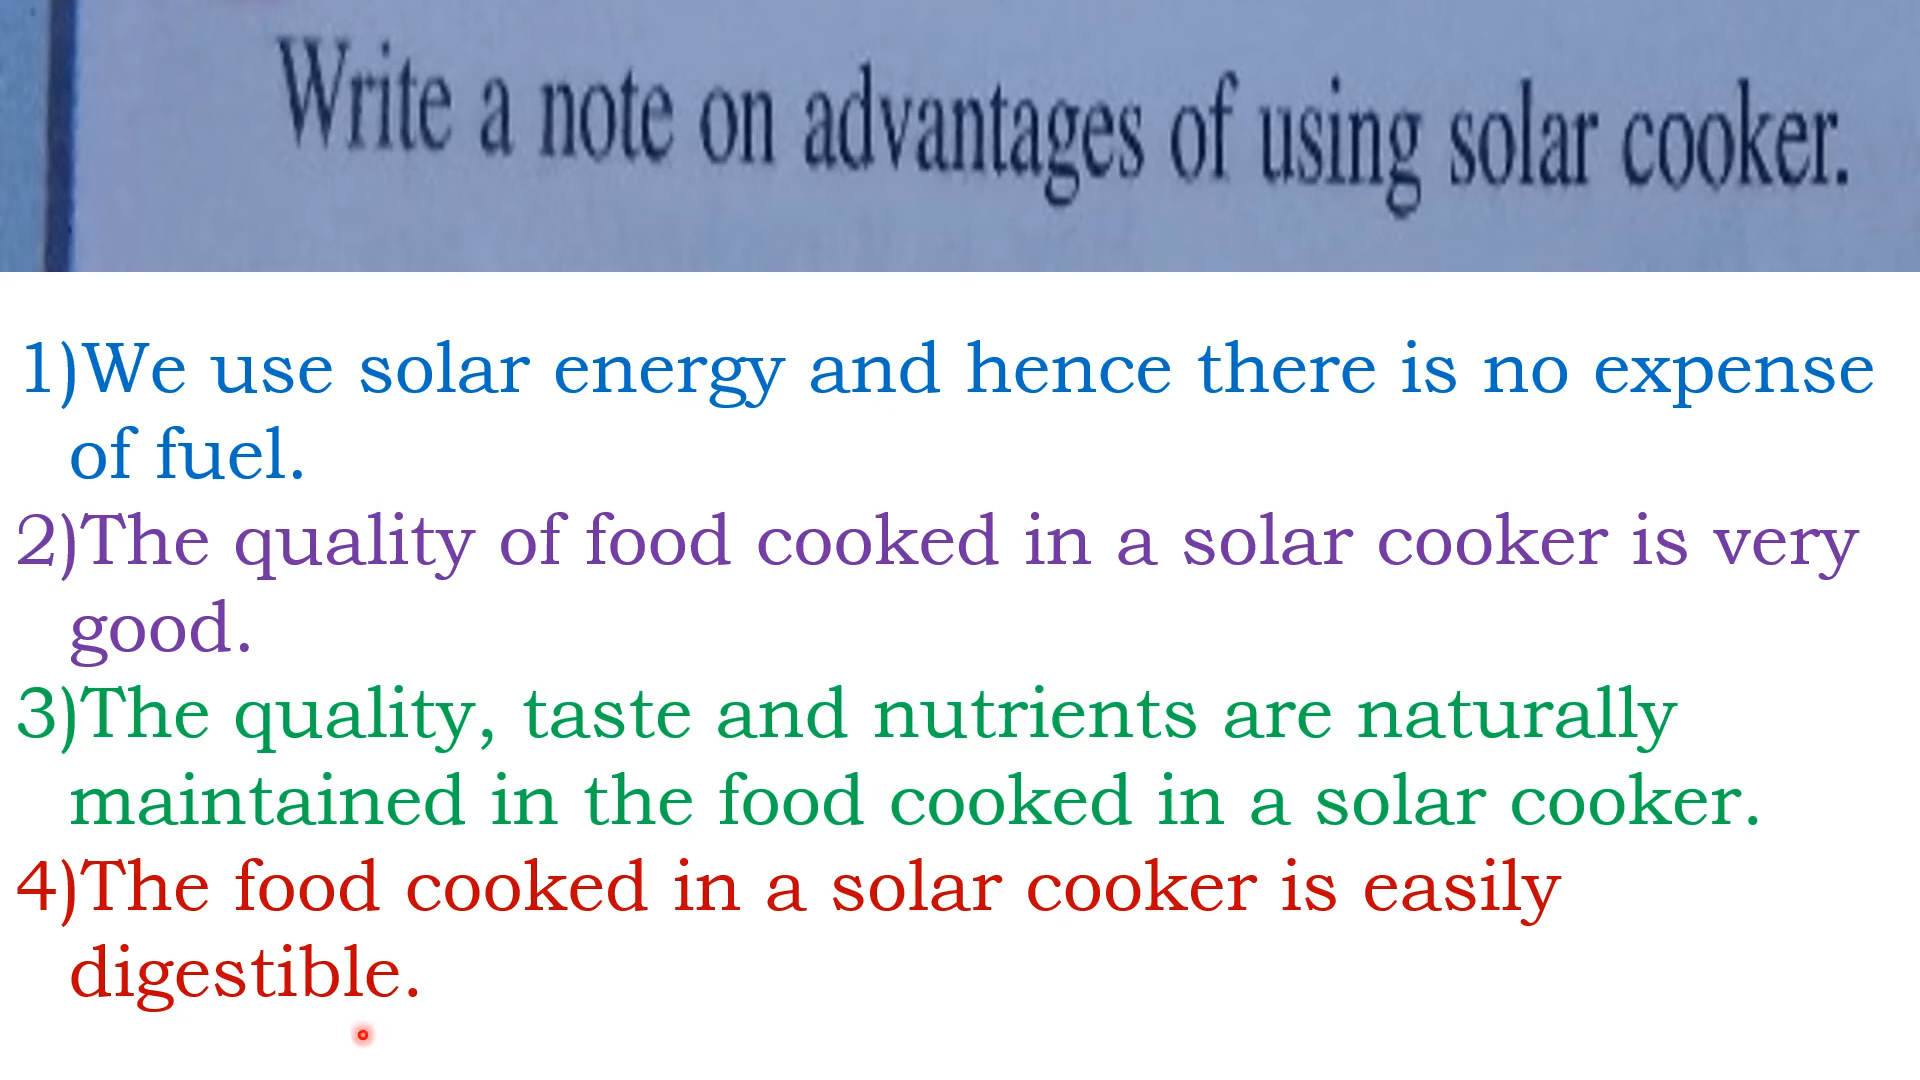 Write a note on advantages of using solar cooker.
1)We use solar energy and hence there is no expense
of fuel.
2)The quality of food cooked in a solar cooker is very
good.
3)The quality, taste and nutrients are naturally
maintained in the food cooked in a solar cooker.
4)The food cooked in a solar cooker is easily
digestible.